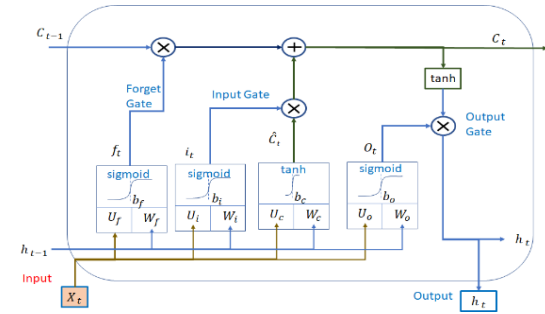 C_{t-1}
C_t
tanh
Forget
Gate
Input Gate
Output
Gate
f_t
i_t
Ĉ_t
O_t
sigmoid
b_f
U_f W_f
sigmoid
b_i
U_i W_i
tanh
b_c
U_c W_c
sigmoid
b_o
U_o W_o
h_{t-1}
h_t
Input
X_t
Output
h_t